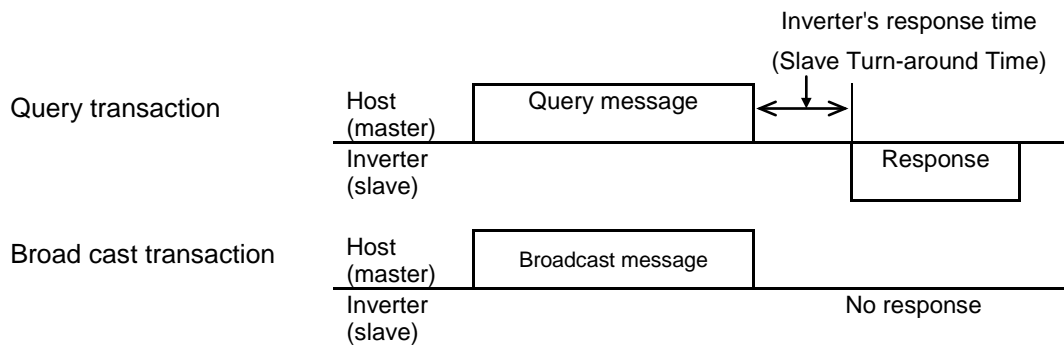 Inverter's response time
(Slave Turn-around Time)
Query transaction
Host
(master)
Query message
Inverter
(slave)
Response
Broad cast transaction
Host
(master)
Broadcast message
Inverter
(slave)
No response